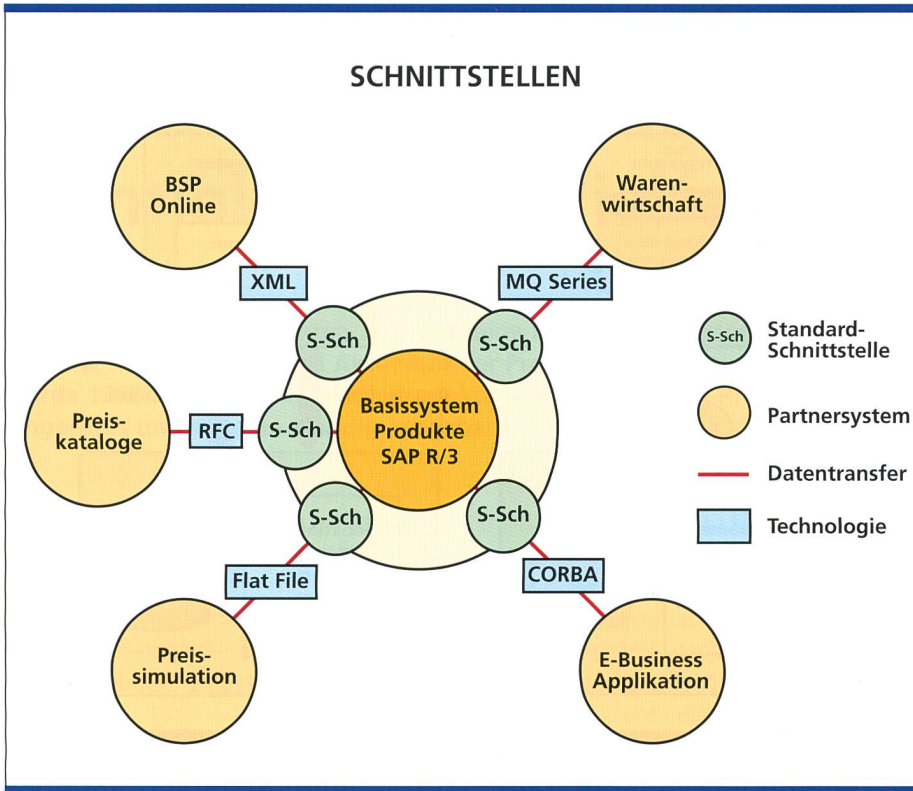 SCHNITTSTELLEN
BSP
Online
Waren-
wirtschaft
XML
MQ Series
S-Sch
S-Sch
Preis-
kataloge
RFC
S-Sch
Basissystem
Produkte
SAP R/3
S-Sch
S-Sch
Flat File
CORBA
Preis-
simulation
E-Business
Applikation
S-Sch
Standard-
Schnittstelle
Partnersystem
Datentransfer
Technologie